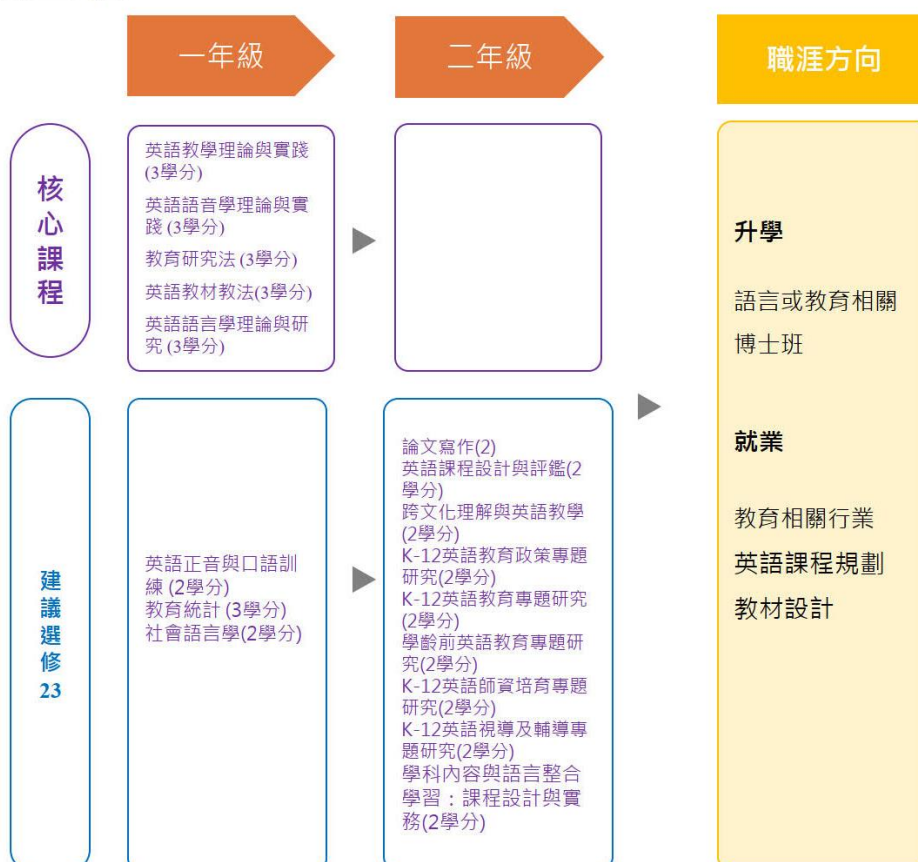 一年級
二年級
職涯方向
核
心
課
程
英語教學理論與實踐
(3學分)
英語語音學理論與實
踐 (3學分)
教育研究法 (3學分)
英語教材教法(3學分)
英語語言學理論與研
究 (3學分)
建
議
選
修
23
英語正音與口語訓
練 (2學分)
教育統計 (3學分)
社會語言學(2學分)
論文寫作(2)
英語課程設計與評鑑(2
學分)
跨文化理解與英語教學
(2學分)
K-12英語教育政策專題
研究(2學分)
K-12英語教育專題研究
(2學分)
學齡前英語教育專題研
究(2學分)
K-12英語師資培育專題
研究(2學分)
K-12英語視導及輔導專
題研究(2學分)
學科內容與語言整合
學習：課程設計與實
務(2學分)
升學
語言或教育相關
博士班
就業
教育相關行業
英語課程規劃
教材設計